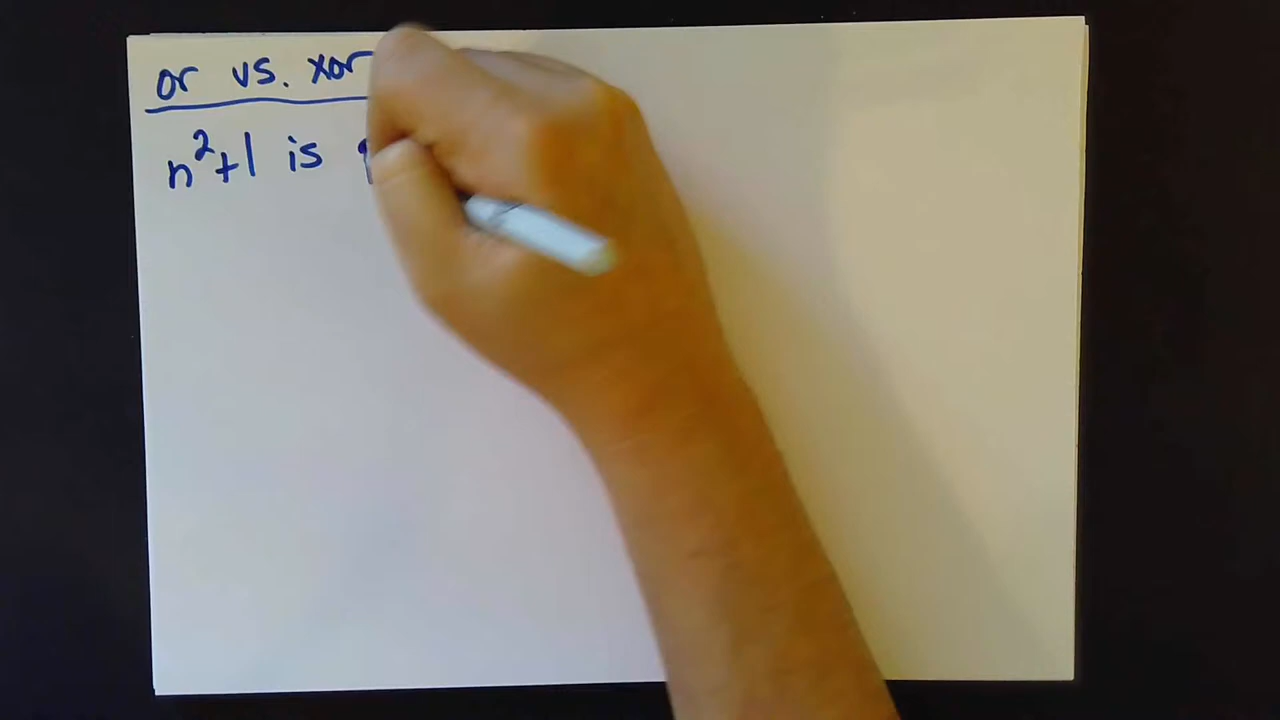 or vs. xor
n²+1 is